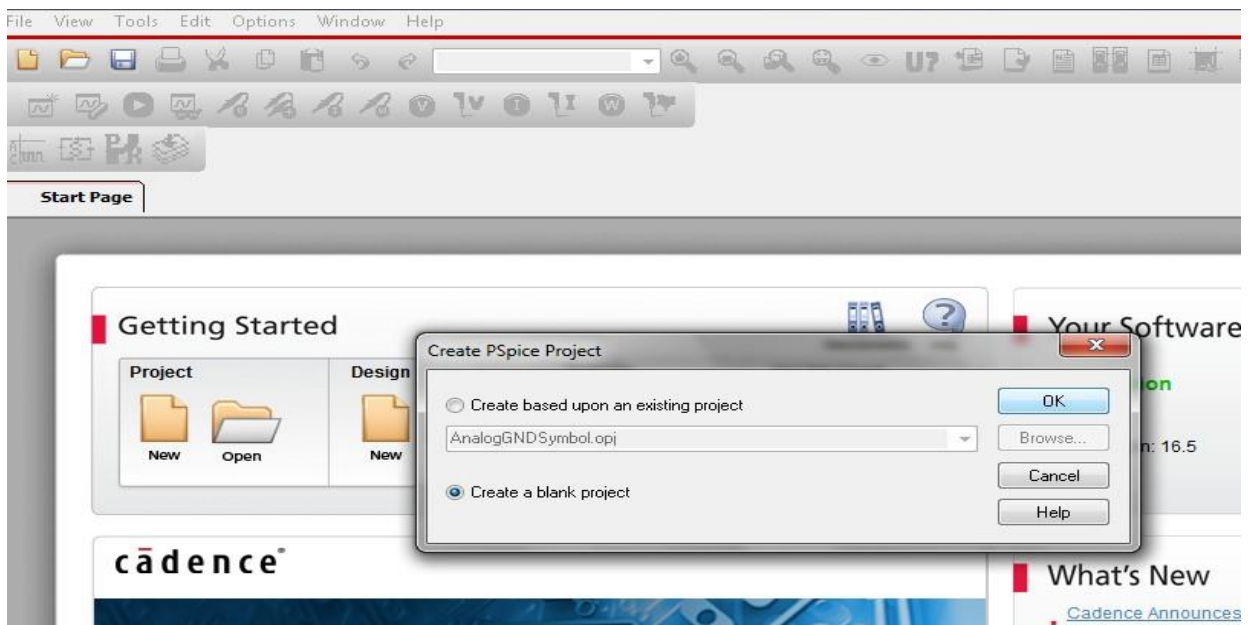 File View Tools Edit Options Window Help
U?
Start Page
Getting Started
Your Software
Create PSpice Project
Project
Design
Create based upon an existing project
OK
AnalogGNDSymbol.opj
Browse...
n: 16.5
New
Open
New
Create a blank project
Cancel
Help
cādence
What's New
Cadence Announces